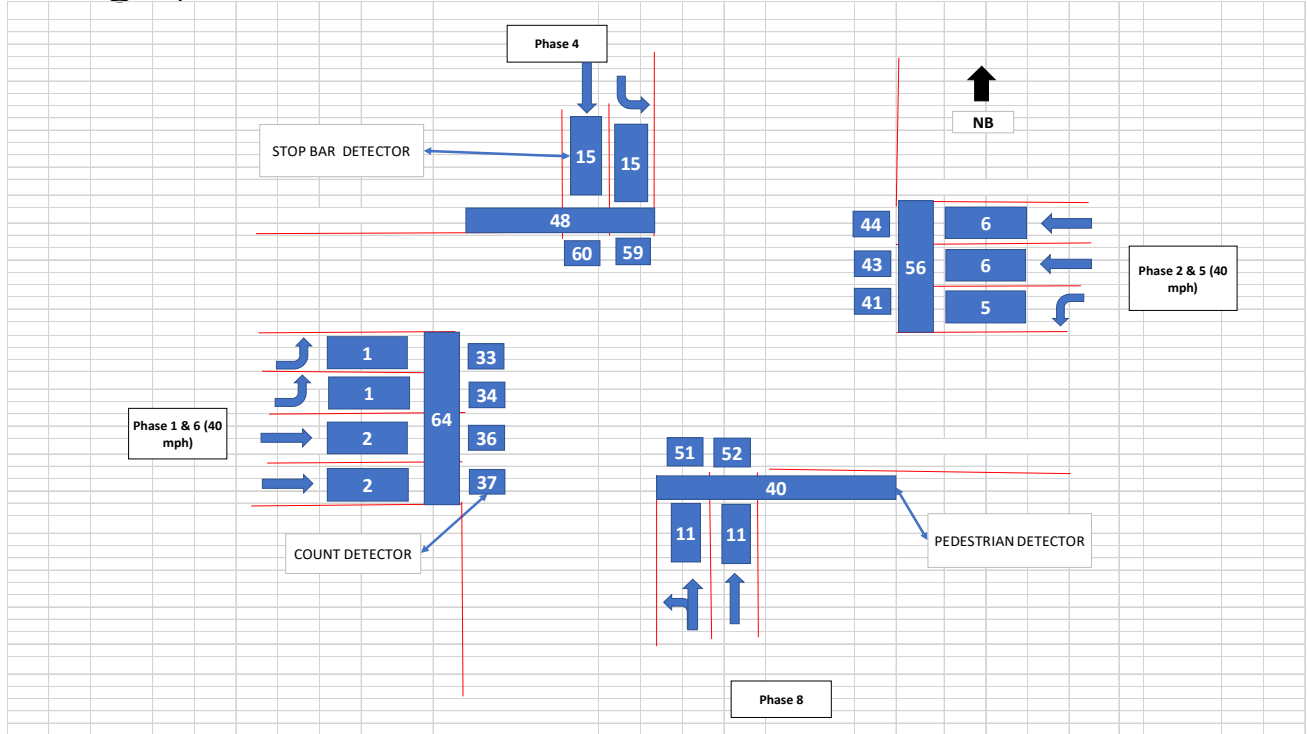 Phase 4
NB
STOP BAR DETECTOR
15
15
48
60
59
44
6
43
56
6
41
5
Phase 2 & 5 (40
mph)
1
33
1
34
64
Phase 1 & 6 (40
mph)
2
36
2
37
51
52
40
11
11
COUNT DETECTOR
PEDESTRIAN DETECTOR
Phase 8